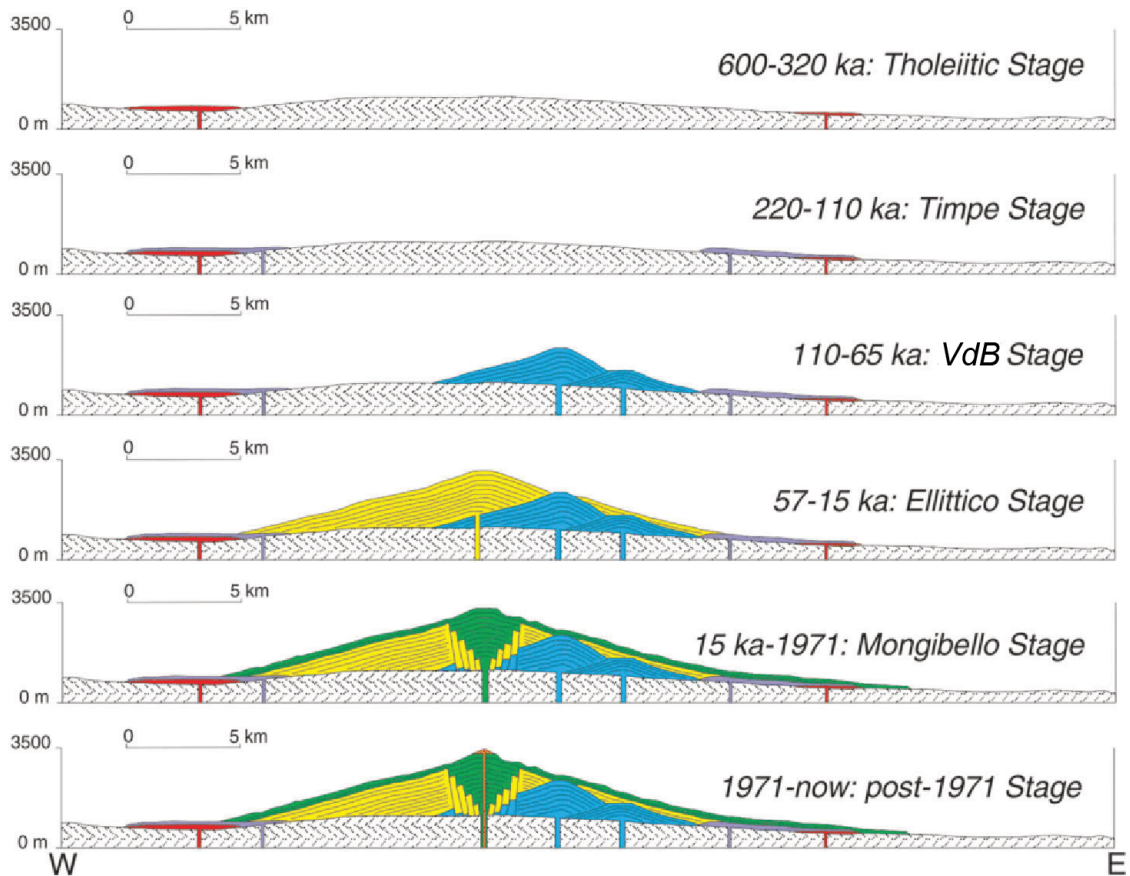 0 5 km
3500
600-320 ka: Tholeiitic Stage
0 m
0 5 km
3500
220-110 ka: Timpe Stage
0 m
0 5 km
3500
110-65 ka: VdB Stage
0 m
0 5 km
3500
57-15 ka: Ellittico Stage
0 m
0 5 km
3500
15 ka-1971: Mongibello Stage
0 m
0 5 km
3500
1971-now: post-1971 Stage
0 m
W E